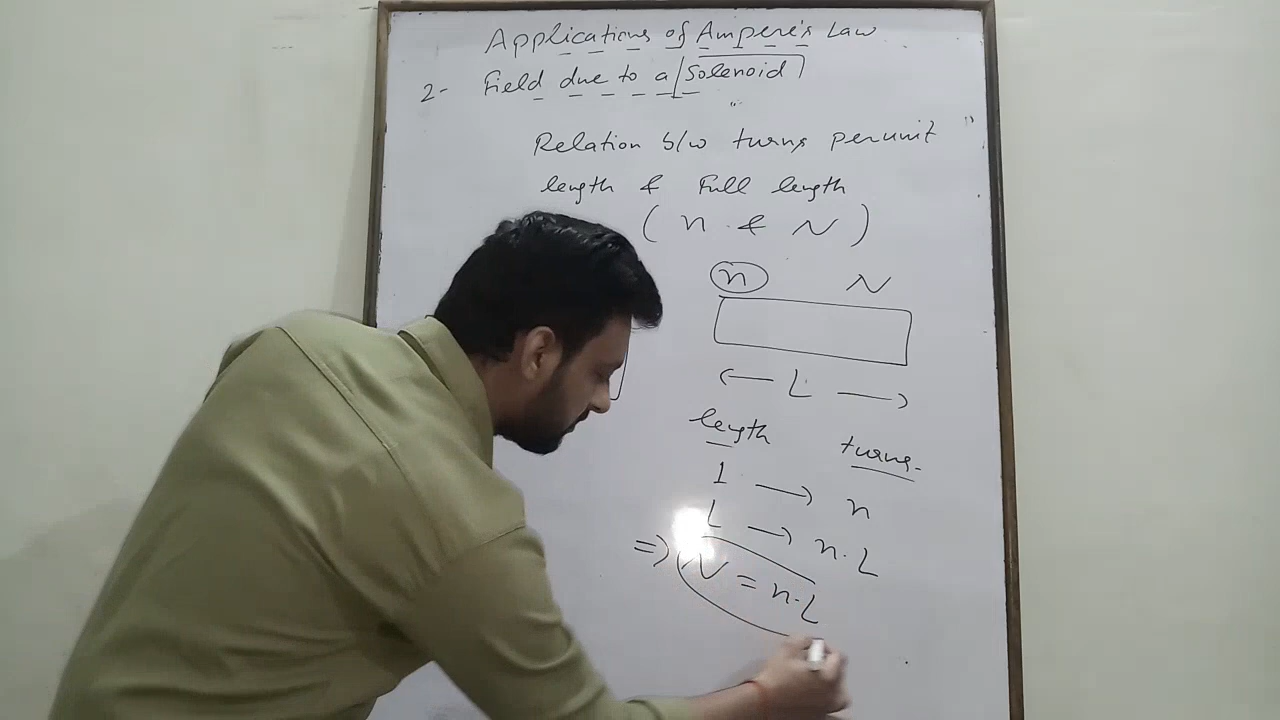 Applications of Ampere's Law
2- Field due to a Solenoid
Relation b/w turns per unit
length & Full length
( n & N )
n N
L
length turns
1 → n
L → n.L
=> N = n.L